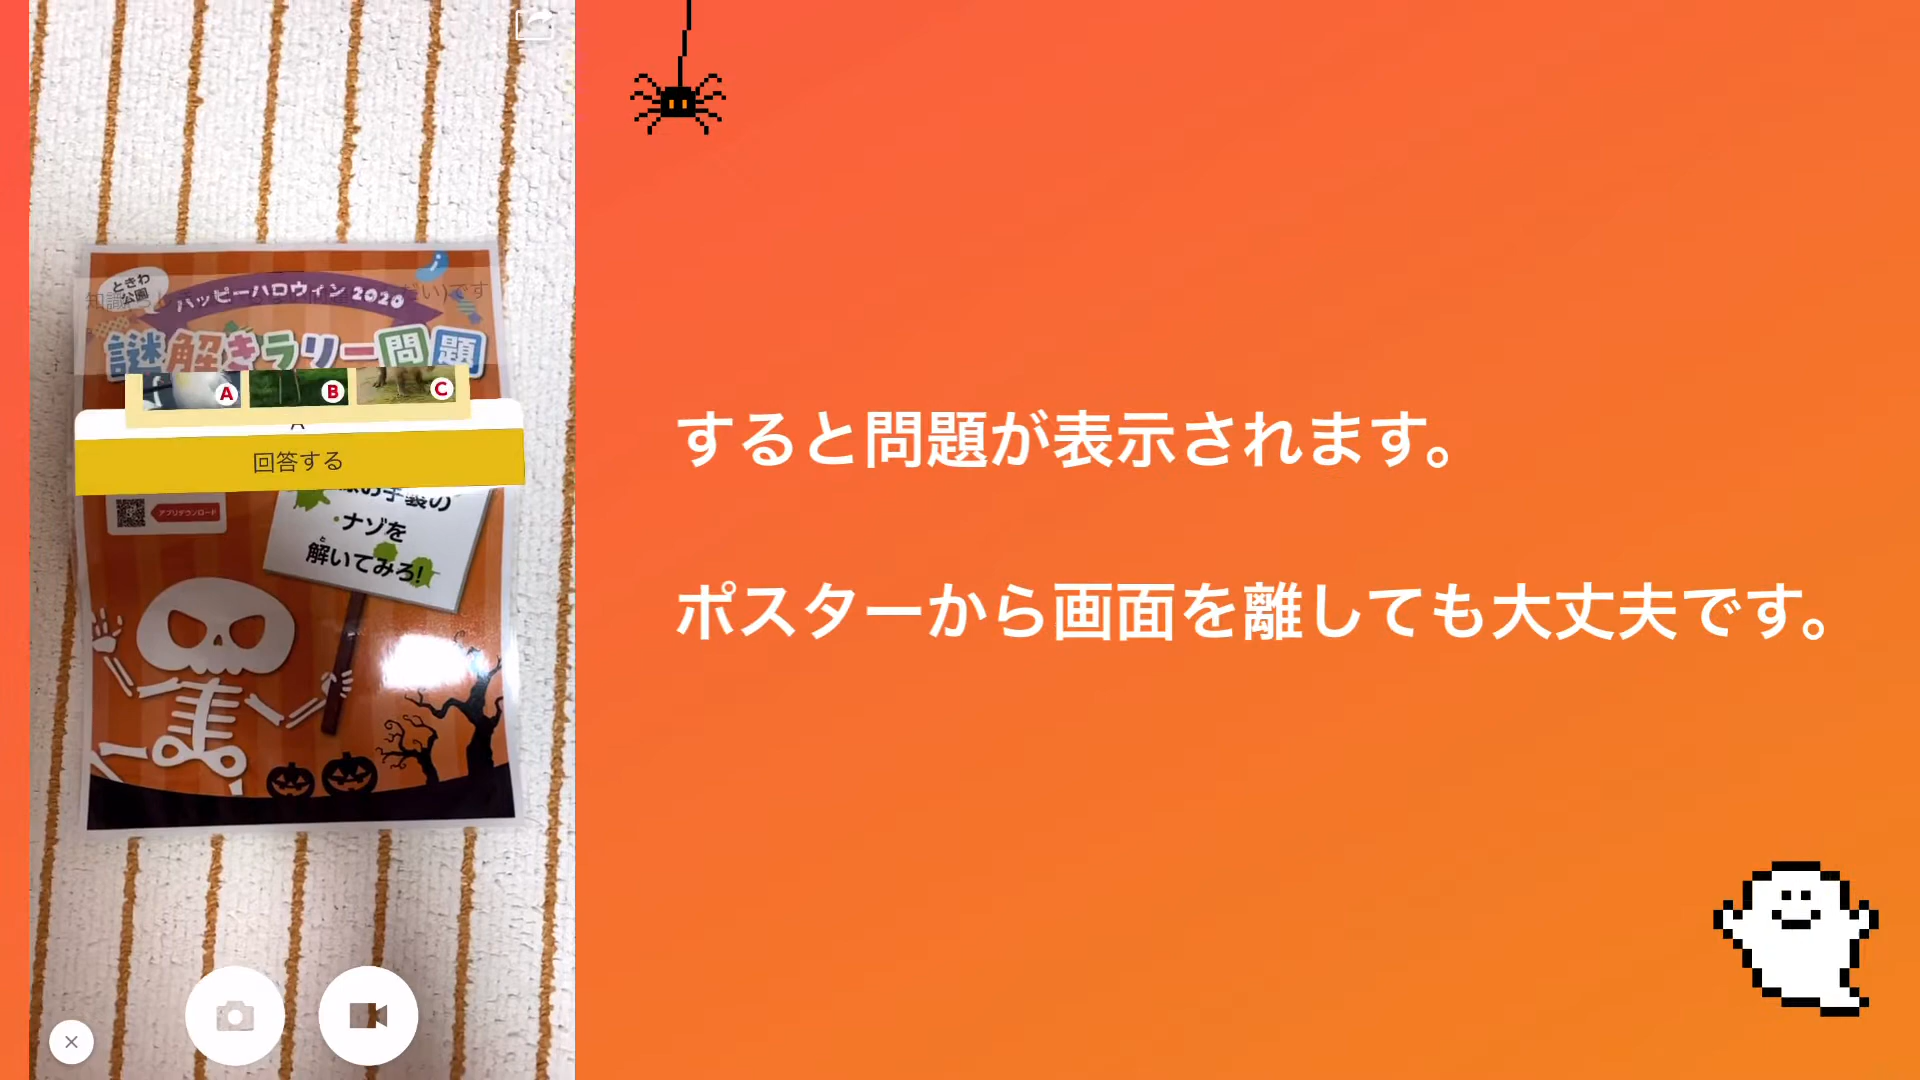 ときわ
公園
ハッピーハロウィン 2020
謎解きラリー問題
A
B
C
回答する
アプリダウンロード
ナゾを
解いてみろ!
すると問題が表示されます。
ポスターから画面を離しても大丈夫です。